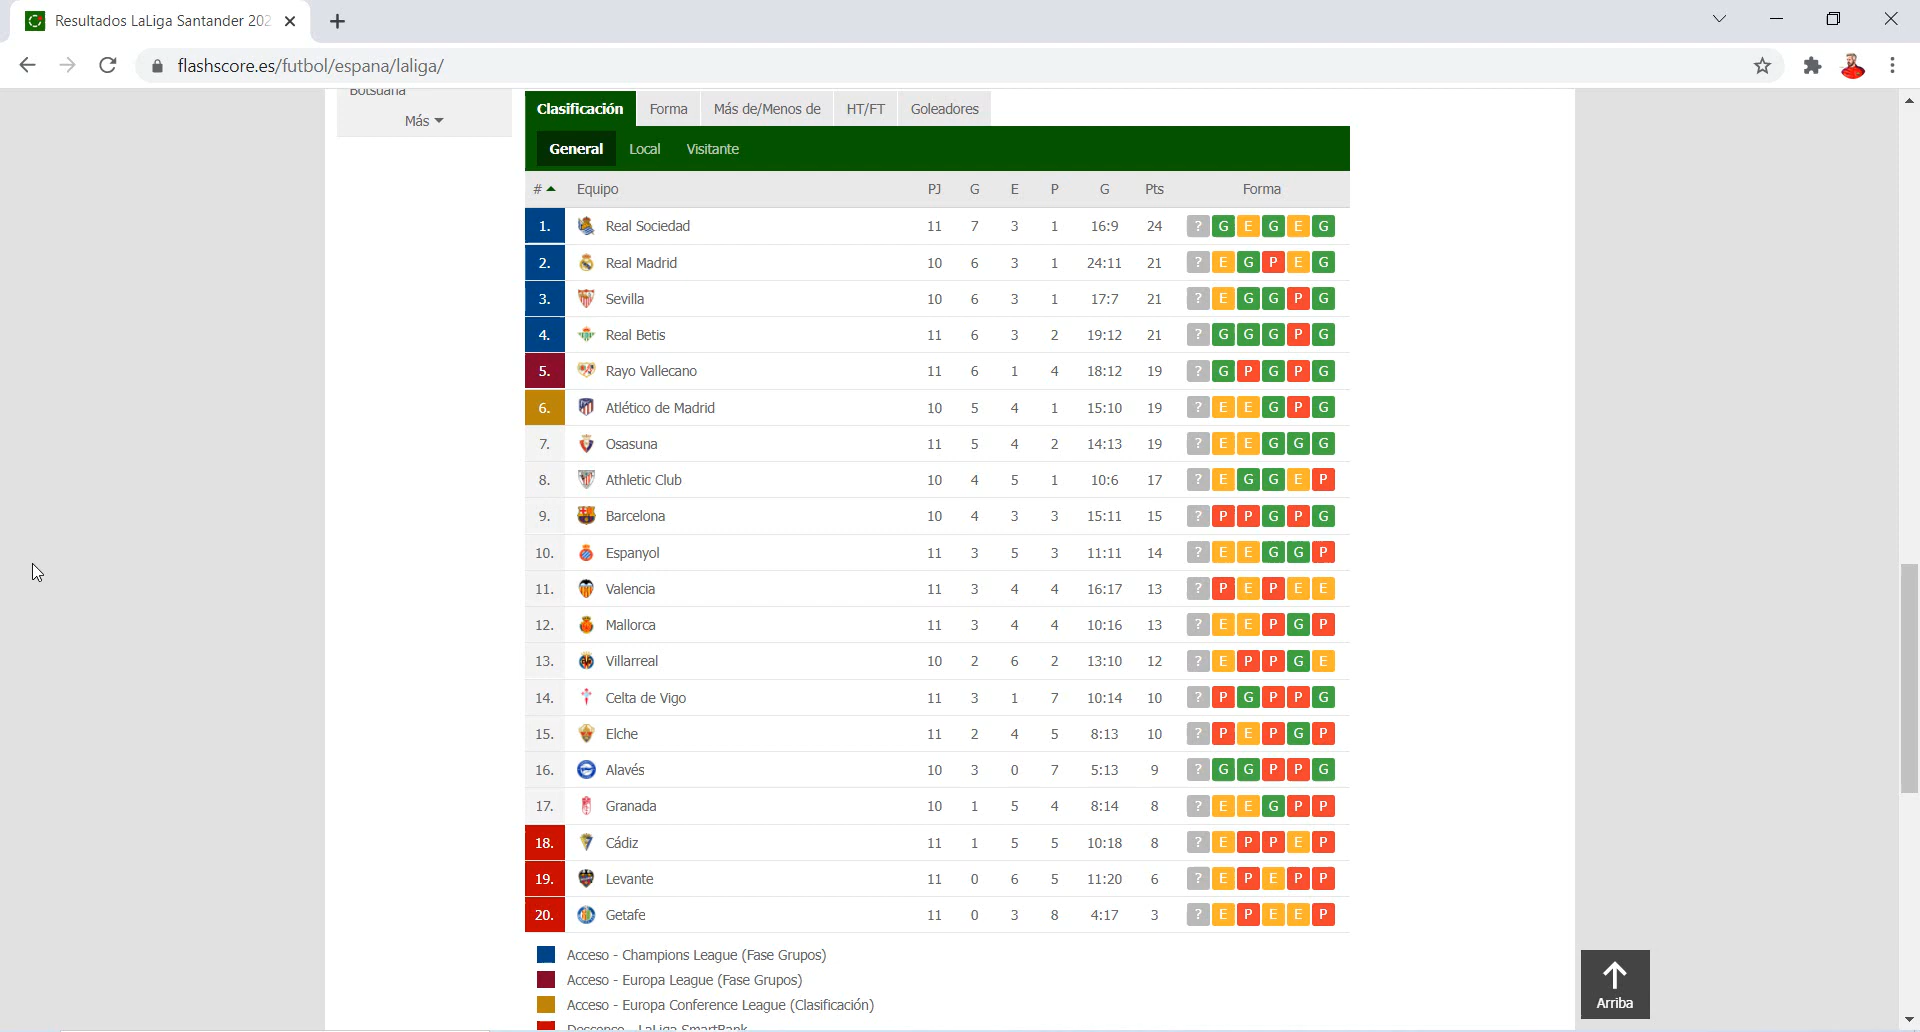 Resultados LaLiga Santander 202
flashscore.es/futbol/espana/laliga/
Botsuana
Más
Clasificación Forma Más de/Menos de HT/FT Goleadores
General Local Visitante
# Equipo PJ G E P G Pts Forma
1. Real Sociedad 11 7 3 1 16:9 24 ? G E G E G
2. Real Madrid 10 6 3 1 24:11 21 ? E G P E G
3. Sevilla 10 6 3 1 17:7 21 ? E G G P G
4. Real Betis 11 6 3 2 19:12 21 ? G G G P G
5. Rayo Vallecano 11 6 1 4 18:12 19 ? G P G P G
6. Atlético de Madrid 10 5 4 1 15:10 19 ? E E G P G
7. Osasuna 11 5 4 2 14:13 19 ? E E G G G
8. Athletic Club 10 4 5 1 10:6 17 ? E G G E P
9. Barcelona 10 4 3 3 15:11 15 ? P P G P G
10. Espanyol 11 3 5 3 11:11 14 ? E E G G P
11. Valencia 11 3 4 4 16:17 13 ? P E P E E
12. Mallorca 11 3 4 4 10:16 13 ? E E P G P
13. Villarreal 10 2 6 2 13:10 12 ? E P P G E
14. Celta de Vigo 11 3 1 7 10:14 10 ? P G P P G
15. Elche 11 2 4 5 8:13 10 ? P E P G P
16. Alavés 10 3 0 7 5:13 9 ? G G P P G
17. Granada 10 1 5 4 8:14 8 ? E E G P P
18. Cádiz 11 1 5 5 10:18 8 ? E P P E P
19. Levante 11 0 6 5 11:20 6 ? E P E P P
20. Getafe 11 0 3 8 4:17 3 ? E P E E P
Acceso - Champions League (Fase Grupos)
Acceso - Europa League (Fase Grupos)
Acceso - Europa Conference League (Clasificación)
Descenso - LaLiga SmartBank
Arriba